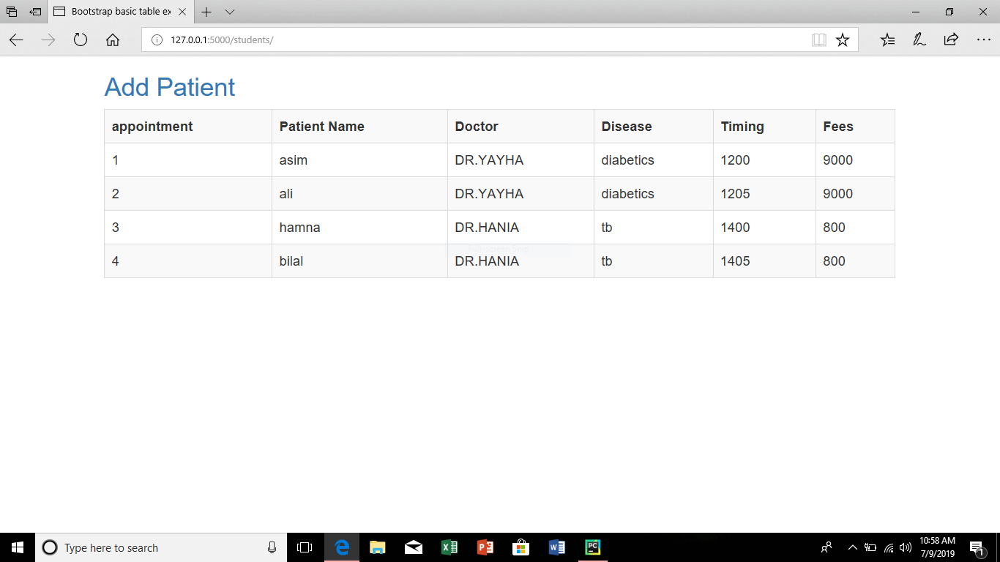 Bootstrap basic table ex
127.0.0.1:5000/students/
Add Patient
appointment Patient Name Doctor Disease Timing Fees
1 asim DR.YAYHA diabetics 1200 9000
2 ali DR.YAYHA diabetics 1205 9000
3 hamna DR.HANIA tb 1400 800
4 bilal DR.HANIA tb 1405 800
Type here to search
10:58 AM
7/9/2019
1